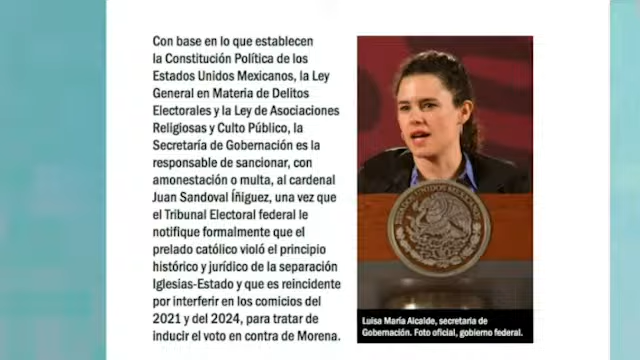 Con base en lo que establecen
la Constitución Política de los
Estados Unidos Mexicanos, la Ley
General en Materia de Delitos
Electorales y la Ley de Asociaciones
Religiosas y Culto Público, la
Secretaría de Gobernación es la
responsable de sancionar, con
amonestación o multa, al cardenal
Juan Sandoval Íñiguez, una vez que
el Tribunal Electoral federal le
notifique formalmente que el
prelado católico violó el principio
histórico y jurídico de la separación
Iglesias-Estado y que es reincidente
por interferir en los comicios del
2021 y del 2024, para tratar de
inducir el voto en contra de Morena.
ESTADOS UNIDOS MEXICANOS
Luisa María Alcalde, secretaria de
Gobernación. Foto oficial, gobierno federal.